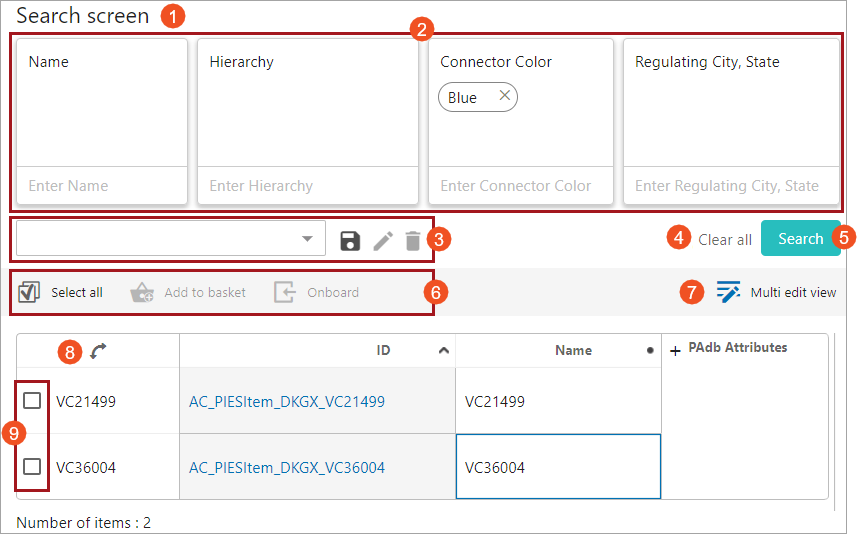 Search screen 1
2
Name Hierarchy Connector Color Regulating City, State
Blue
Enter Name Enter Hierarchy Enter Connector Color Enter Regulating City, State
3 4 Clear all Search 5
Select all Add to basket Onboard 6 7 Multi edit view
8 ID Name + PAdb Attributes
VC21499 AC_PIESItem_DKGX_VC21499 VC21499
9
VC36004 AC_PIESItem_DKGX_VC36004 VC36004
Number of items : 2